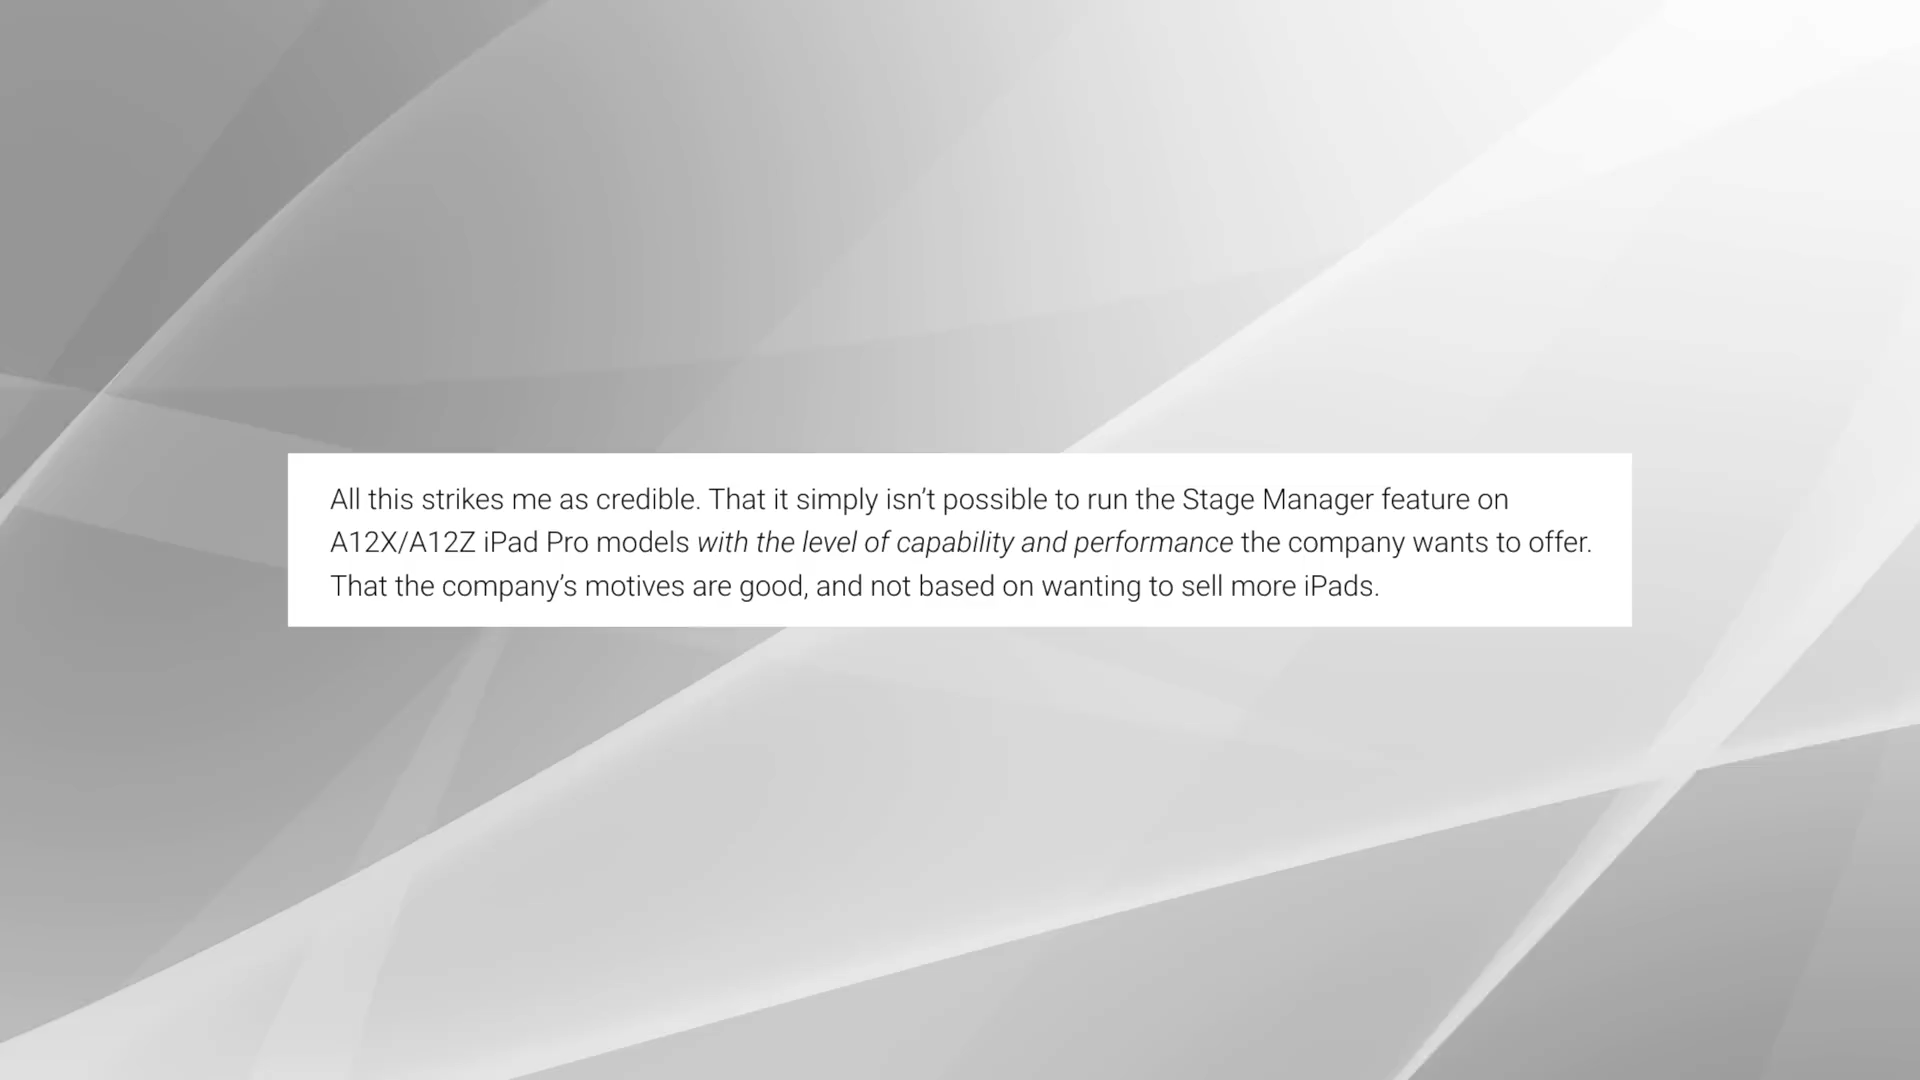 All this strikes me as credible. That it simply isn’t possible to run the Stage Manager feature on
A12X/A12Z iPad Pro models with the level of capability and performance the company wants to offer.
That the company’s motives are good, and not based on wanting to sell more iPads.